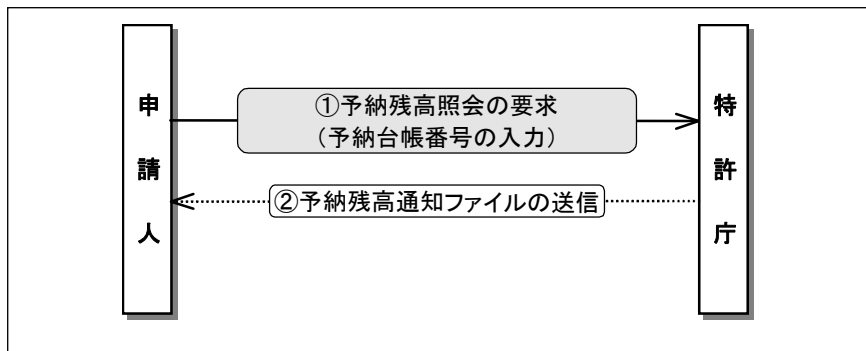 申請人
①予納残高照会の要求
（予納台帳番号の入力）
②予納残高通知ファイルの送信
特許庁